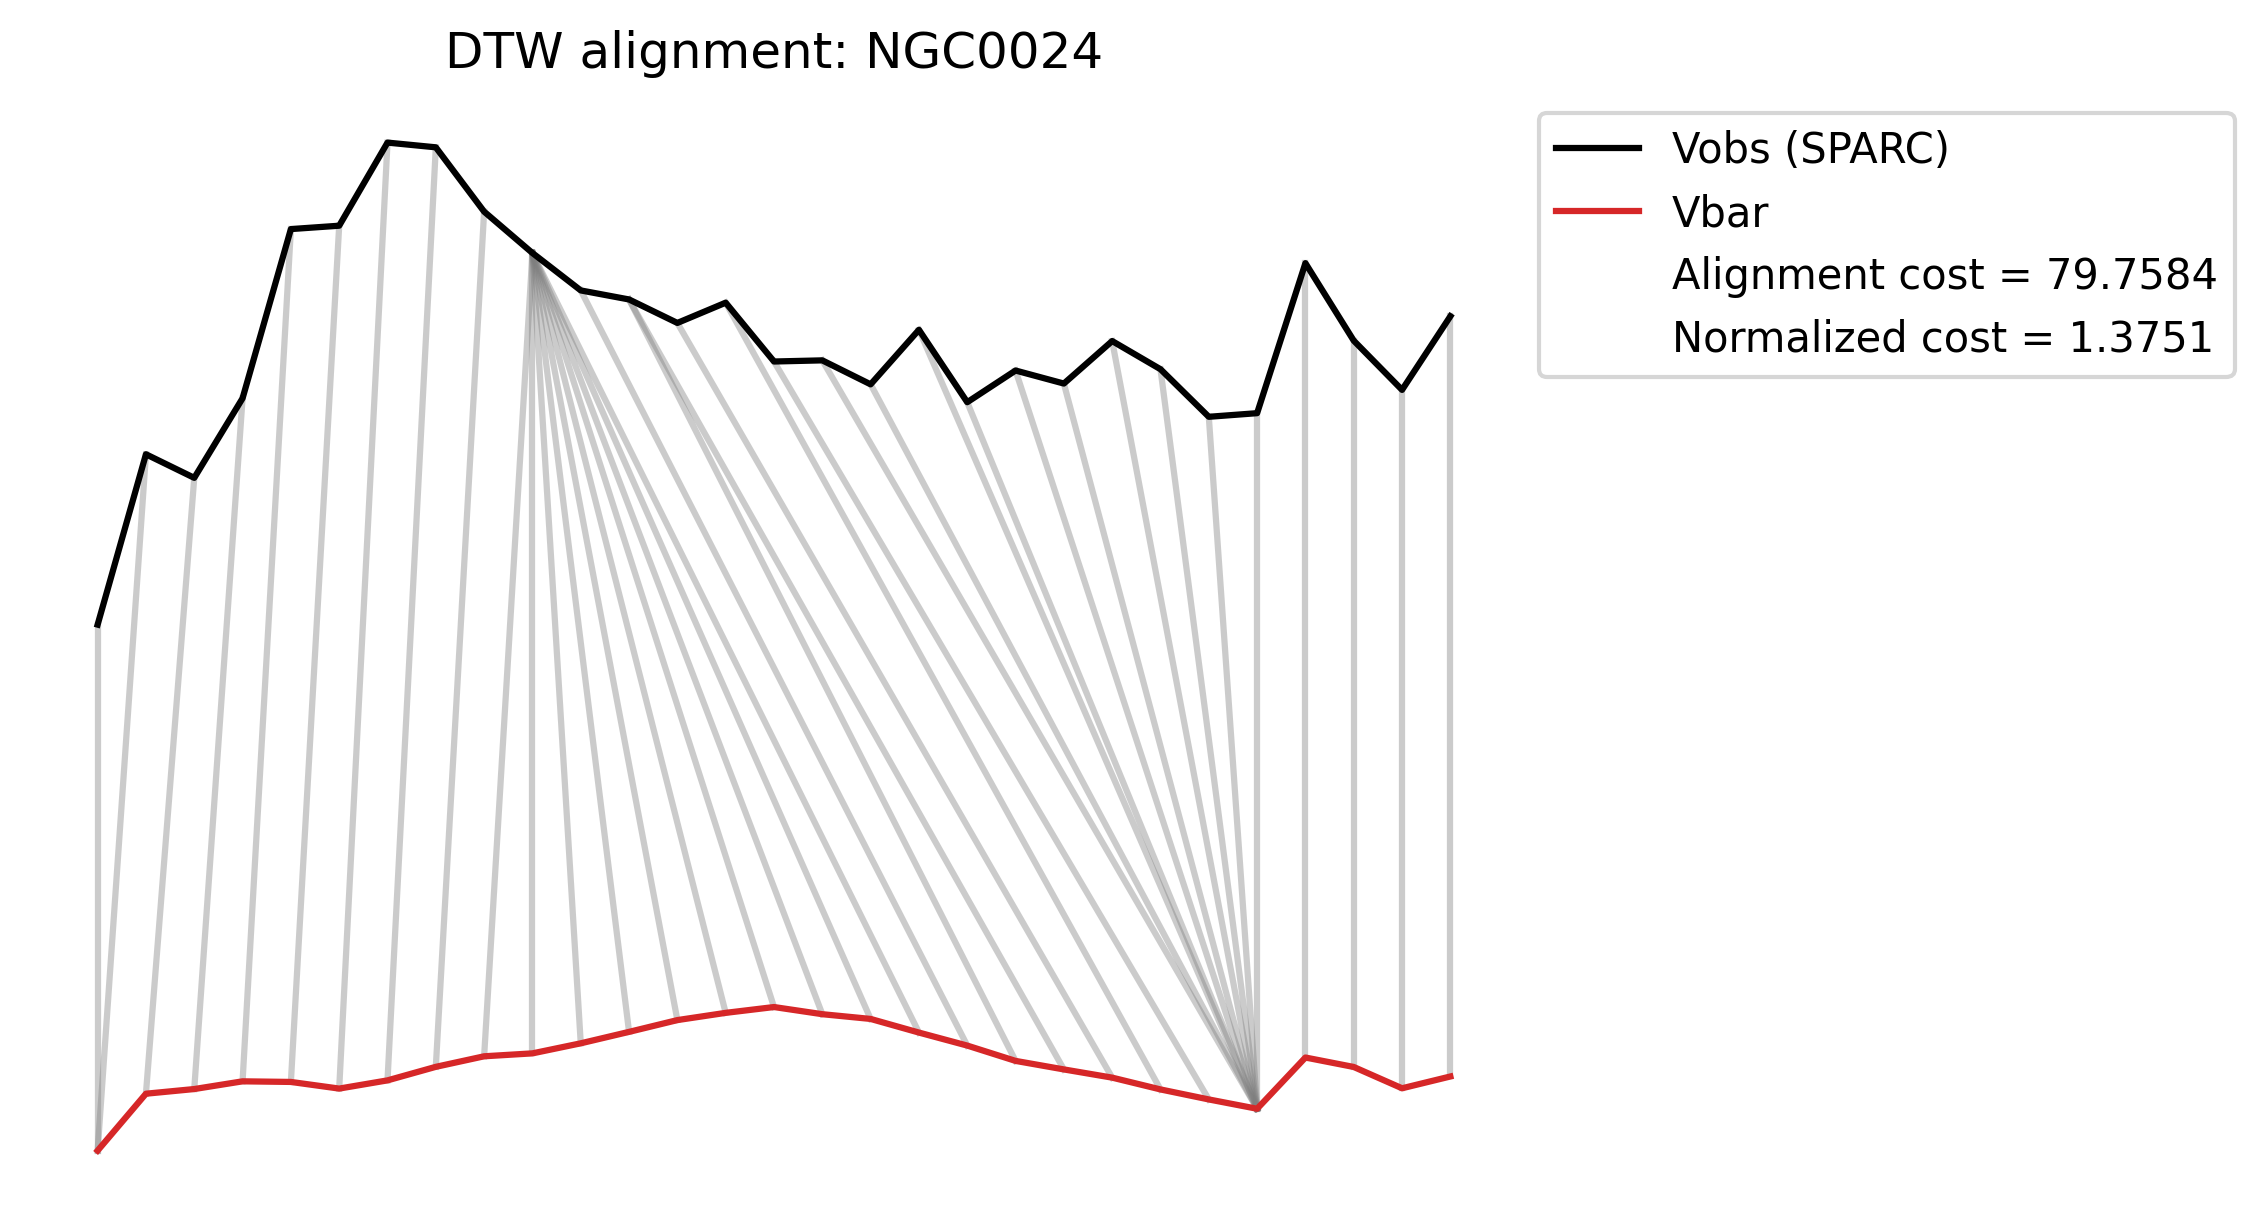 DTW alignment: NGC0024
Vobs (SPARC)
Vbar
Alignment cost = 79.7584
Normalized cost = 1.3751